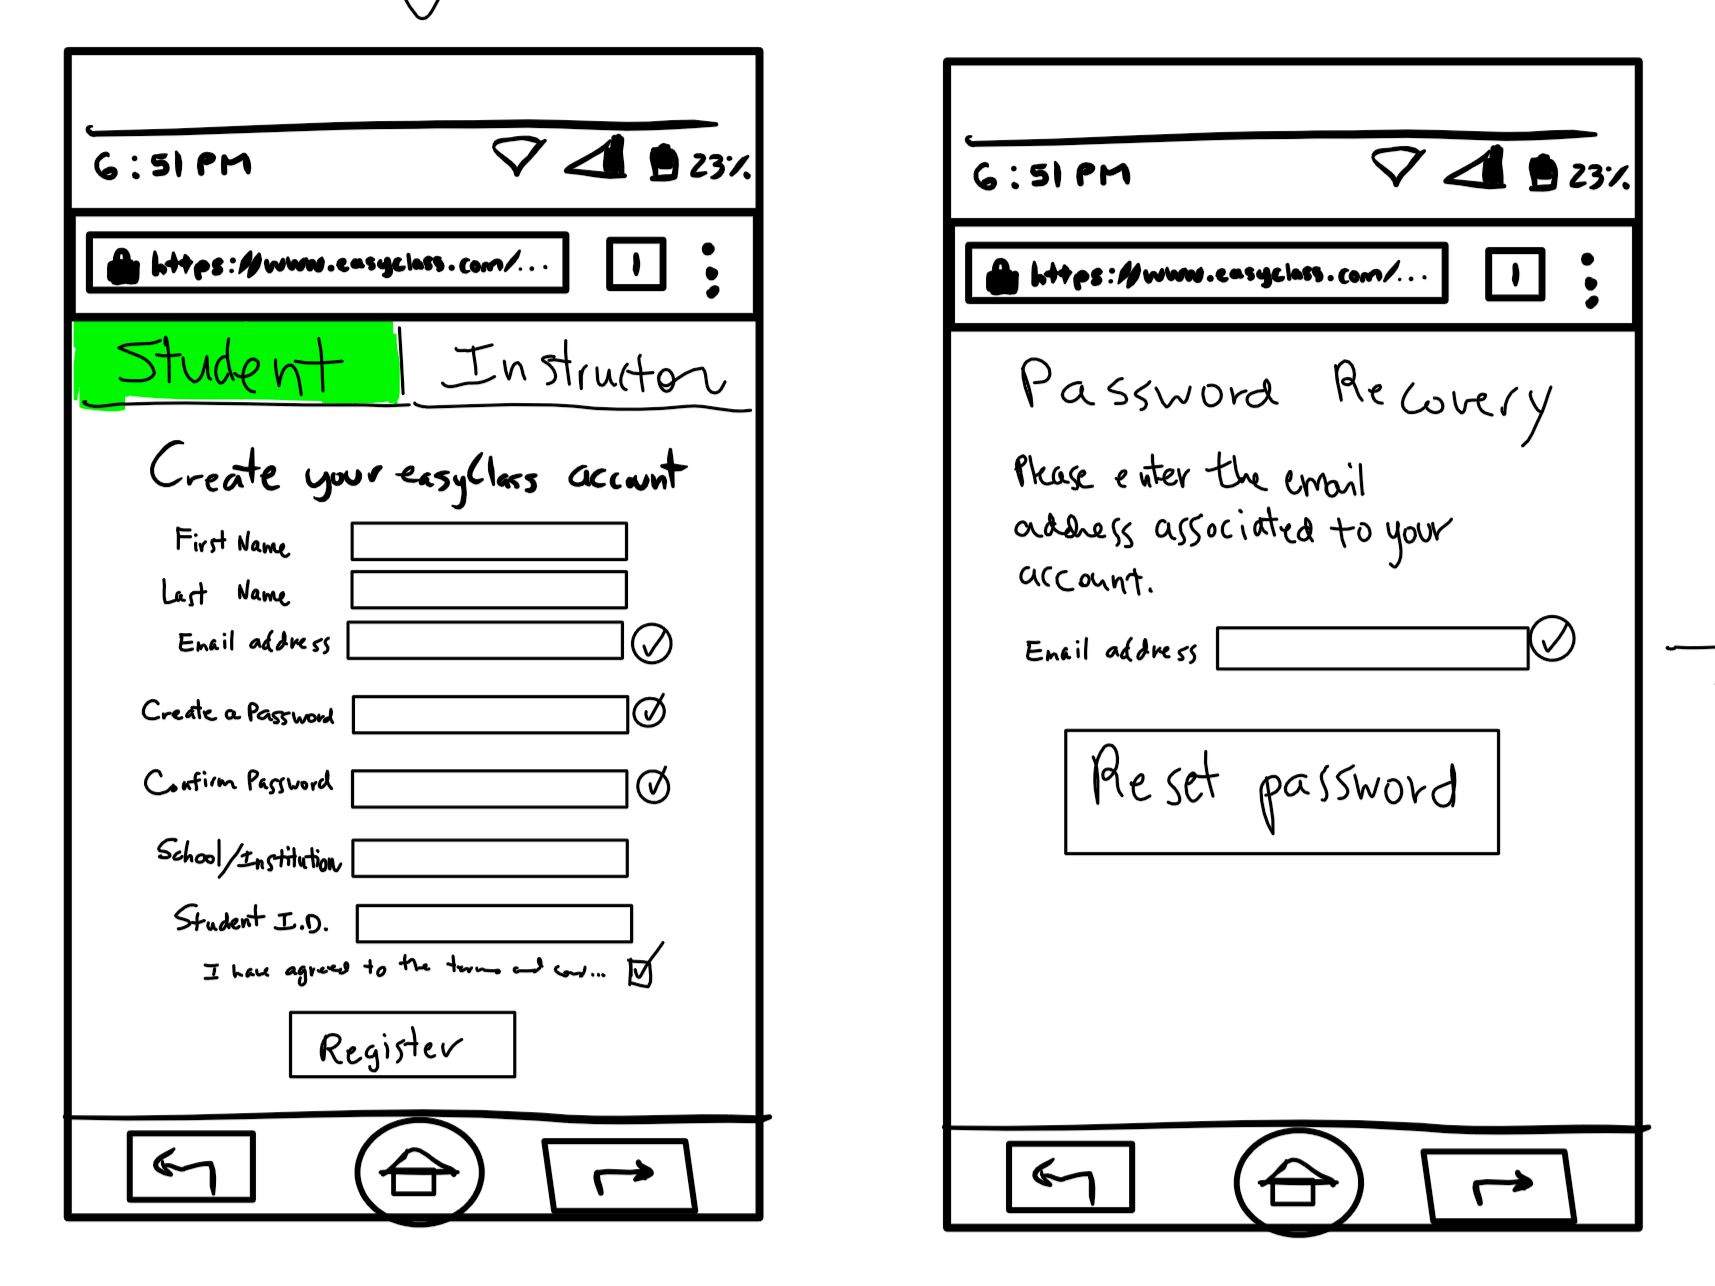 6:51 PM 23%
https://www.easyclass.com/... 1
Student Instructor
Create your easyClass account
First Name
Last Name
Email address
Create a Password
Confirm Password
School/Institution
Student I.D.
I have agreed to the terms and cond...
Register
6:51 PM 23%
https://www.easyclass.com/... 1
Password Recovery
Please enter the email
address associated to your
account.
Email address
Reset password